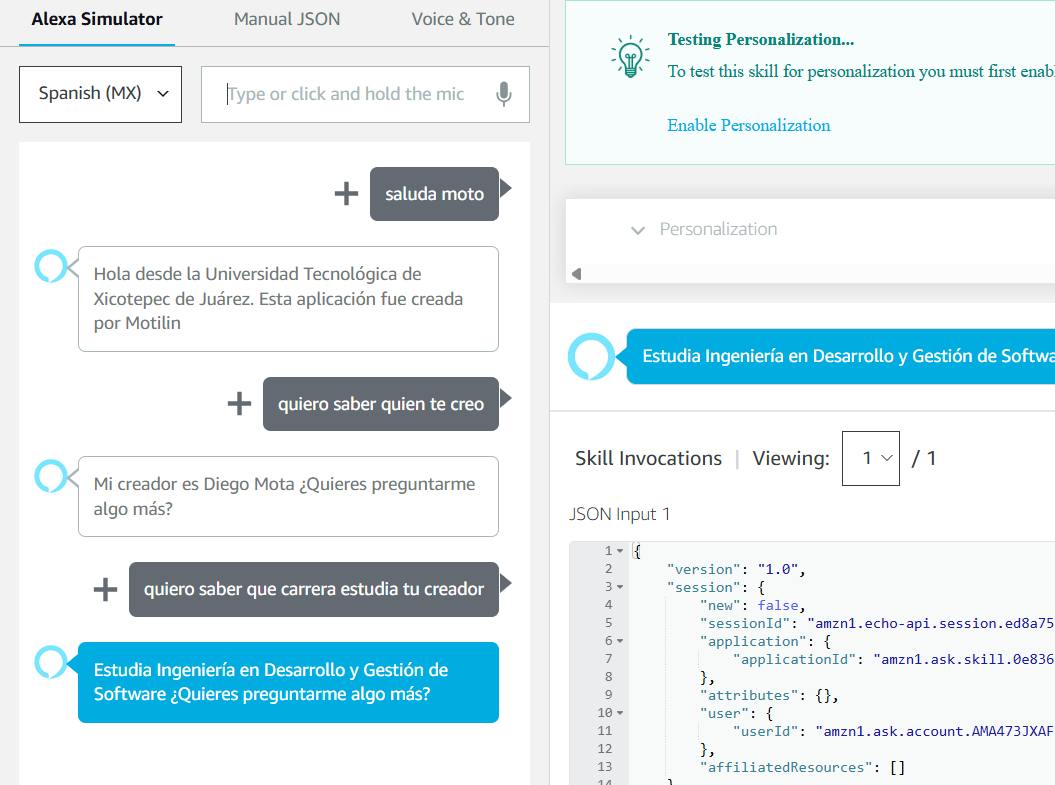 Alexa Simulator
Manual JSON
Voice & Tone
Spanish (MX)
Type or click and hold the mic
saluda moto
Hola desde la Universidad Tecnológica de
Xicotepec de Juárez. Esta aplicación fue creada
por Motilin
quiero saber quien te creo
Mi creador es Diego Mota ¿Quieres preguntarme
algo más?
quiero saber que carrera estudia tu creador
Estudia Ingeniería en Desarrollo y Gestión de
Software ¿Quieres preguntarme algo más?
Testing Personalization...
To test this skill for personalization you must first enabl
Enable Personalization
Personalization
Estudia Ingeniería en Desarrollo y Gestión de Softwa
Skill Invocations | Viewing: 1 / 1
JSON Input 1
1 {
2 "version": "1.0",
3 "session": {
4 "new": false,
5 "sessionId": "amzn1.echo-api.session.ed8a75
6 "application": {
7 "applicationId": "amzn1.ask.skill.0e836
8 },
9 "attributes": {},
10 "user": {
11 "userId": "amzn1.ask.account.AMA473JXAF
12 },
13 "affiliatedResources": []
14 }